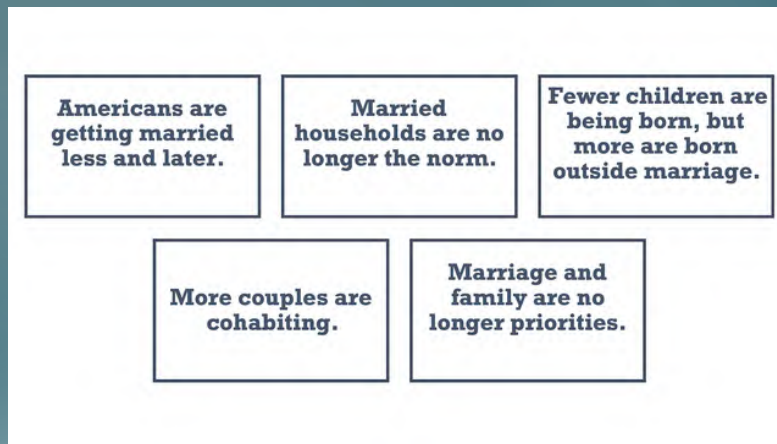 Americans are
getting married
less and later.
Married
households are no
longer the norm.
Fewer children are
being born, but
more are born
outside marriage.
More couples are
cohabiting.
Marriage and
family are no
longer priorities.